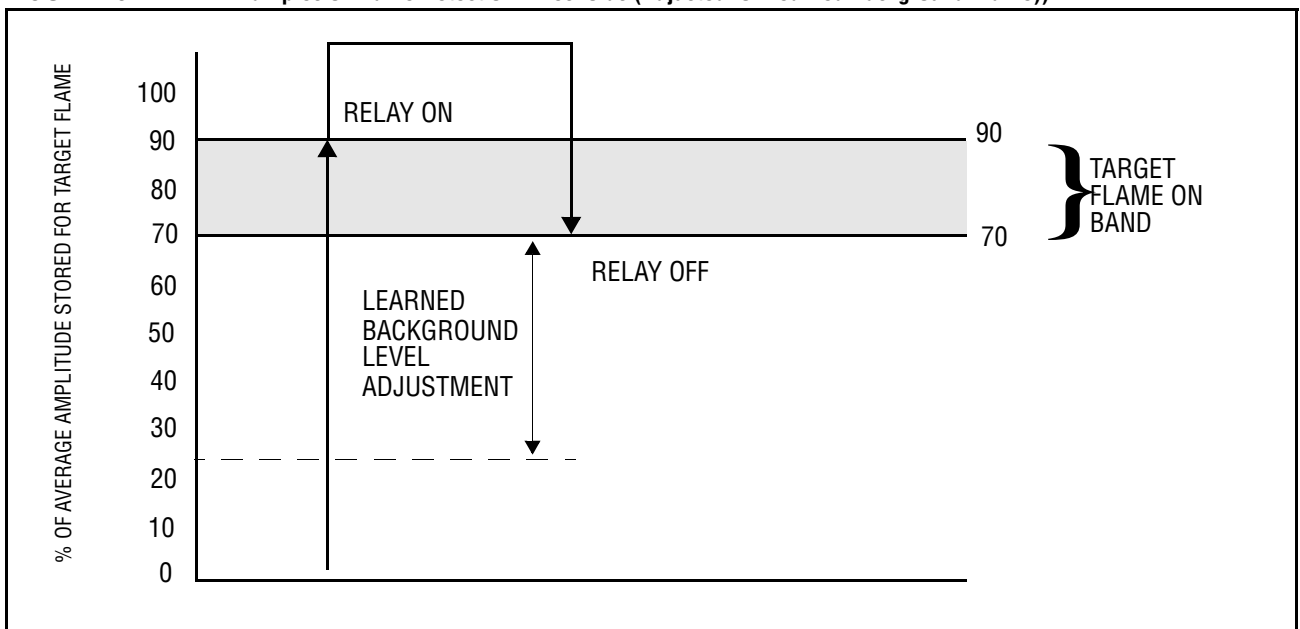 % OF AVERAGE AMPLITUDE STORED FOR TARGET FLAME
100
90
80
70
60
50
40
30
20
10
0
RELAY ON
90
70
TARGET
FLAME ON
BAND
RELAY OFF
LEARNED
BACKGROUND
LEVEL
ADJUSTMENT